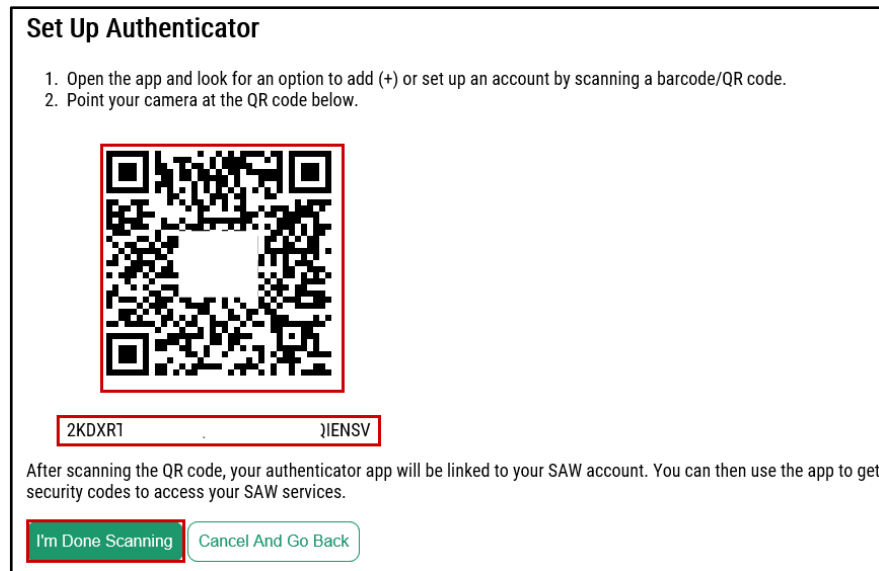 Set Up Authenticator
1. Open the app and look for an option to add (+) or set up an account by scanning a barcode/QR code.
2. Point your camera at the QR code below.
2KDXRT IENSV
After scanning the QR code, your authenticator app will be linked to your SAW account. You can then use the app to get
security codes to access your SAW services.
I'm Done Scanning
Cancel And Go Back